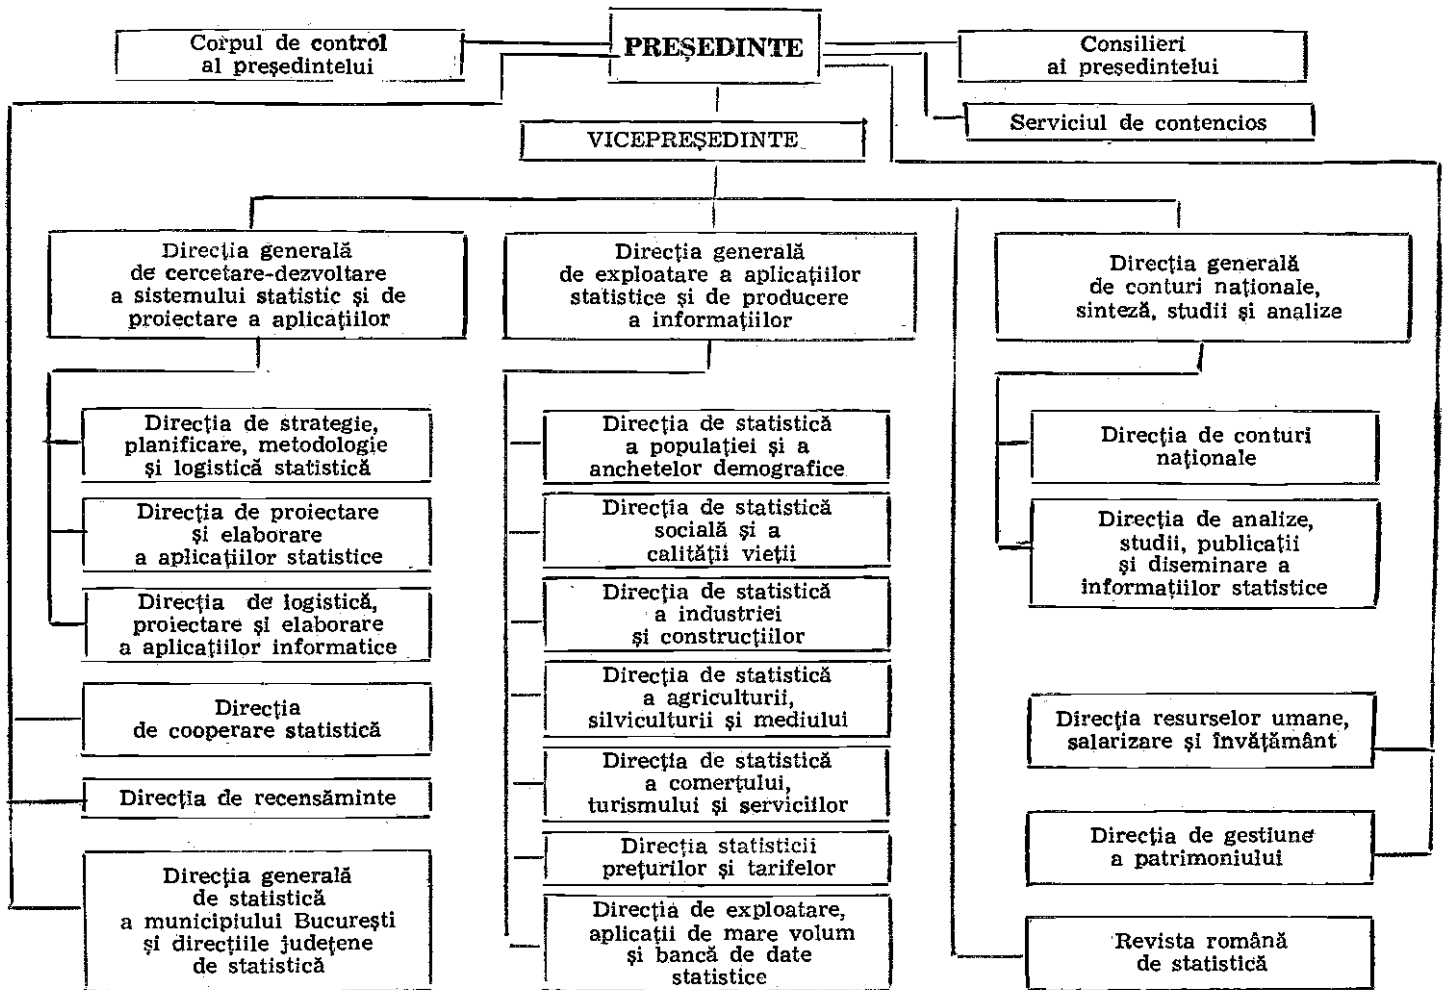 Corpul de control
al președintelui
PREȘEDINTE
Consilieri
ai președintelui
Serviciul de contencios
VICEPREȘEDINTE
Direcția generală
de cercetare-dezvoltare
a sistemului statistic și de
proiectare a aplicațiilor
Direcția generală
de exploatare a aplicațiilor
statistice și de producere
a informațiilor
Direcția generală
de conturi naționale,
sinteză, studii și analize
Direcția de strategie,
planificare, metodologie
și logistică statistică
Direcția de proiectare
și elaborare
a aplicațiilor statistice
Direcția de logistică,
proiectare și elaborare
a aplicațiilor informatice
Direcția
de cooperare statistică
Direcția de recensăminte
Direcția generală
de statistică
a municipiului București
și direcțiile județene
de statistică
Direcția de statistică
a populației și a
anchetelor demografice
Direcția de statistică
socială și a
calității vieții
Direcția de statistică
a industriei
și construcțiilor
Direcția de statistică
a agriculturii,
silviculturii și mediului
Direcția de statistică
a comerțului,
turismului și serviciilor
Direcția statisticii
prețurilor și tarifelor
Direcția de exploatare,
aplicații de mare volum
și bancă de date
statistice
Direcția de conturi
naționale
Direcția de analize,
studii, publicații
și diseminare a
informațiilor statistice
Direcția resurselor umane,
salarizare și învățământ
Direcția de gestiune
a patrimoniului
Revista română
de statistică